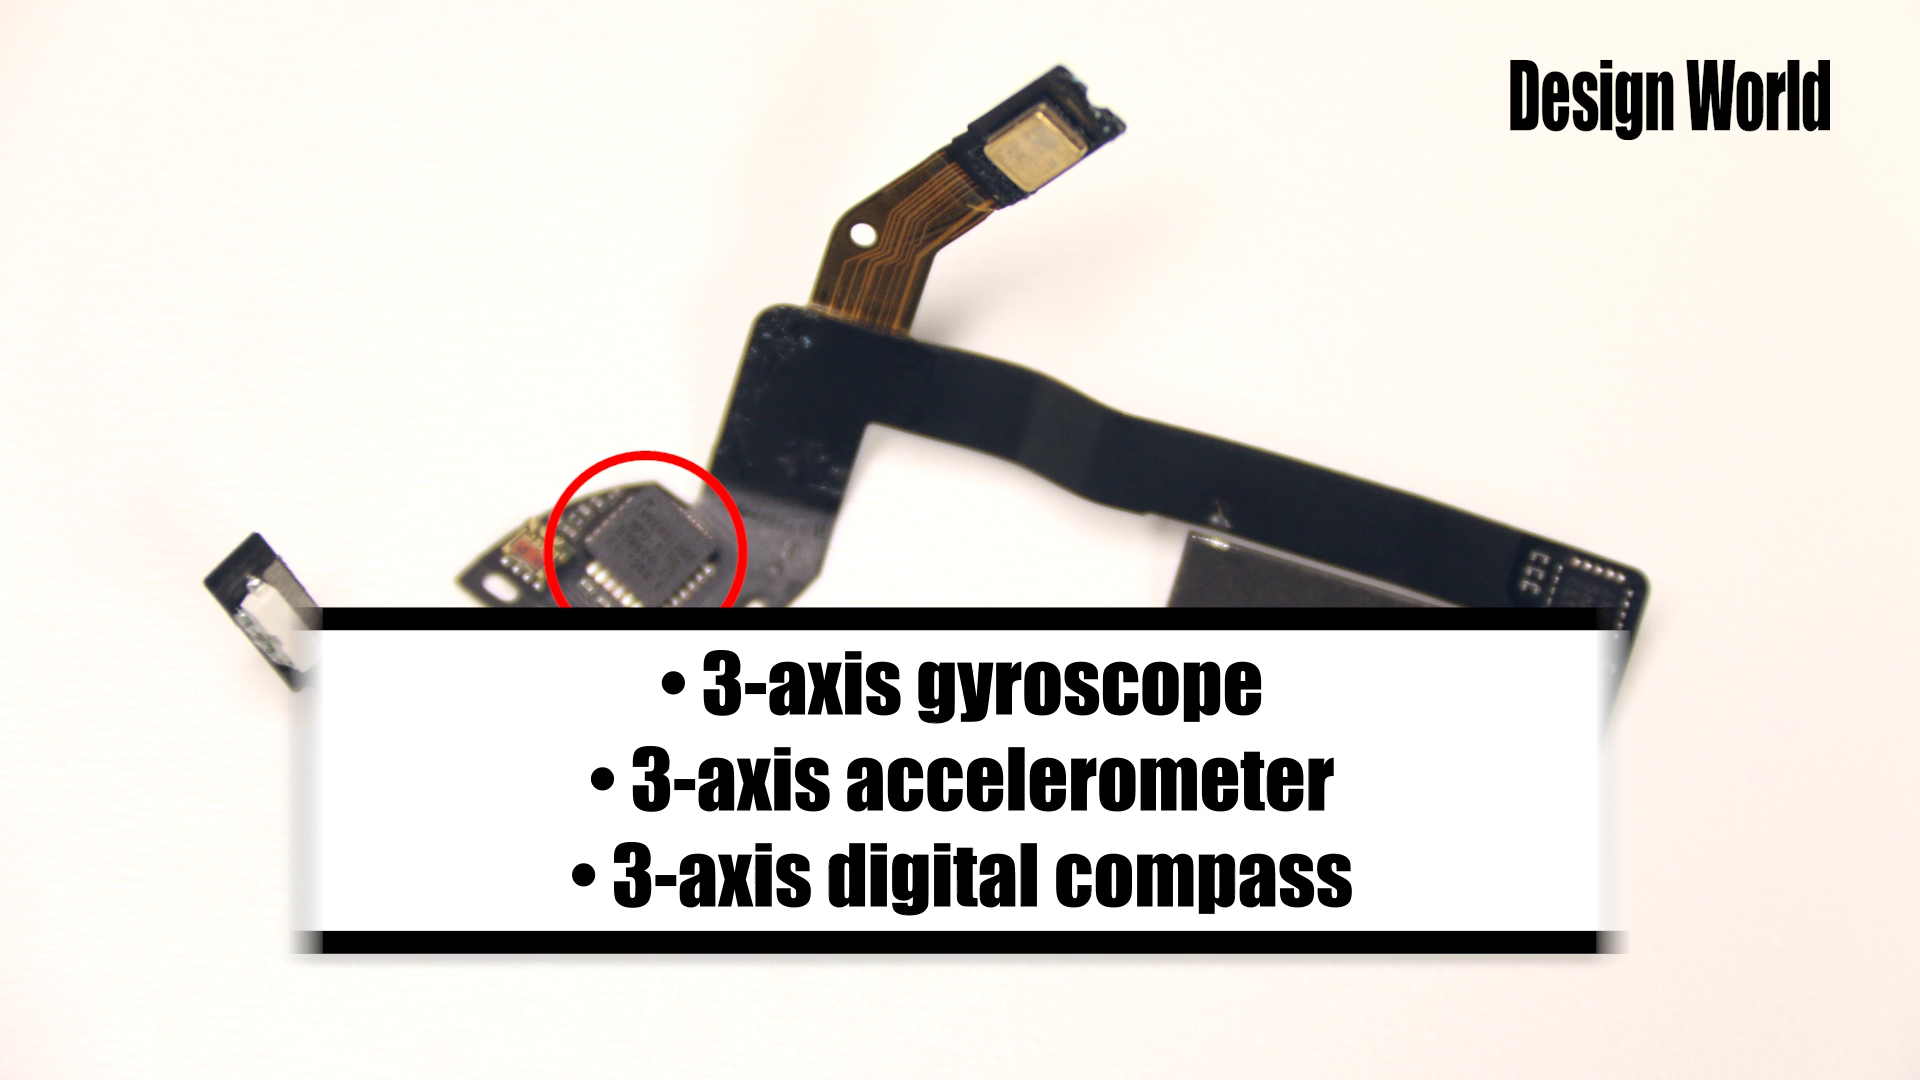 Design World
• 3-axis gyroscope
• 3-axis accelerometer
• 3-axis digital compass